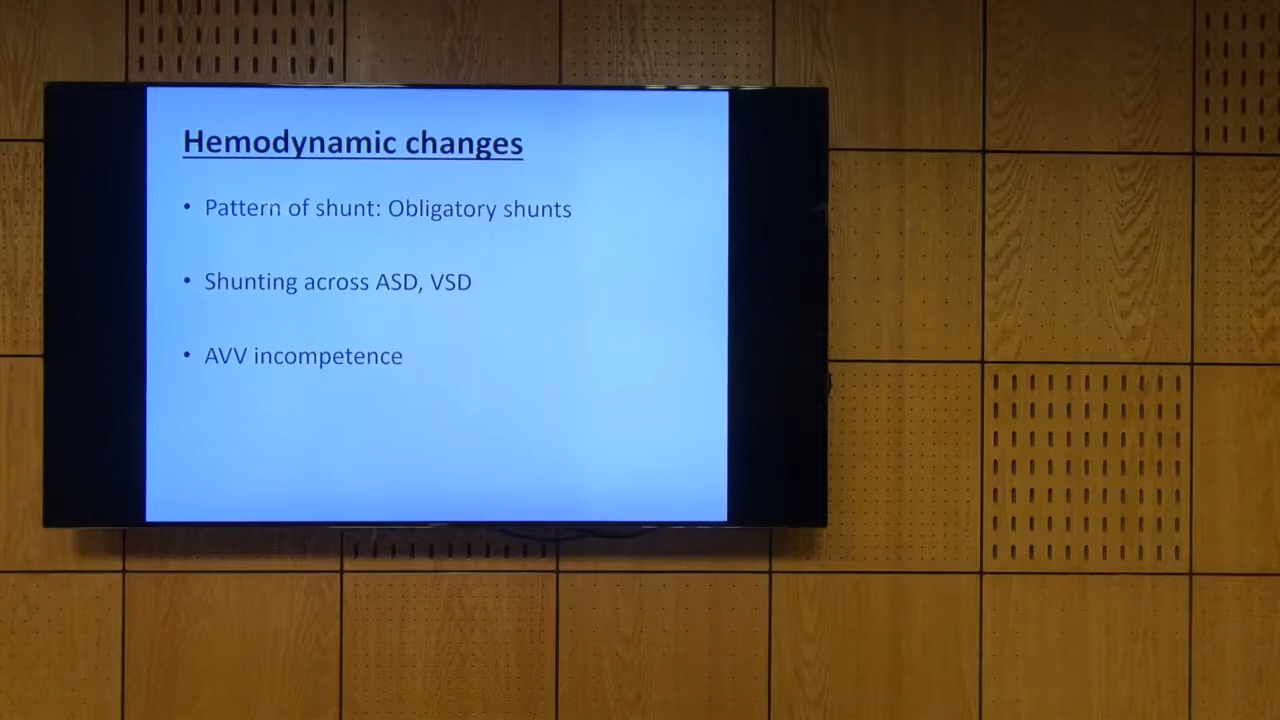 Hemodynamic changes
• Pattern of shunt: Obligatory shunts
• Shunting across ASD, VSD
• AVV incompetence